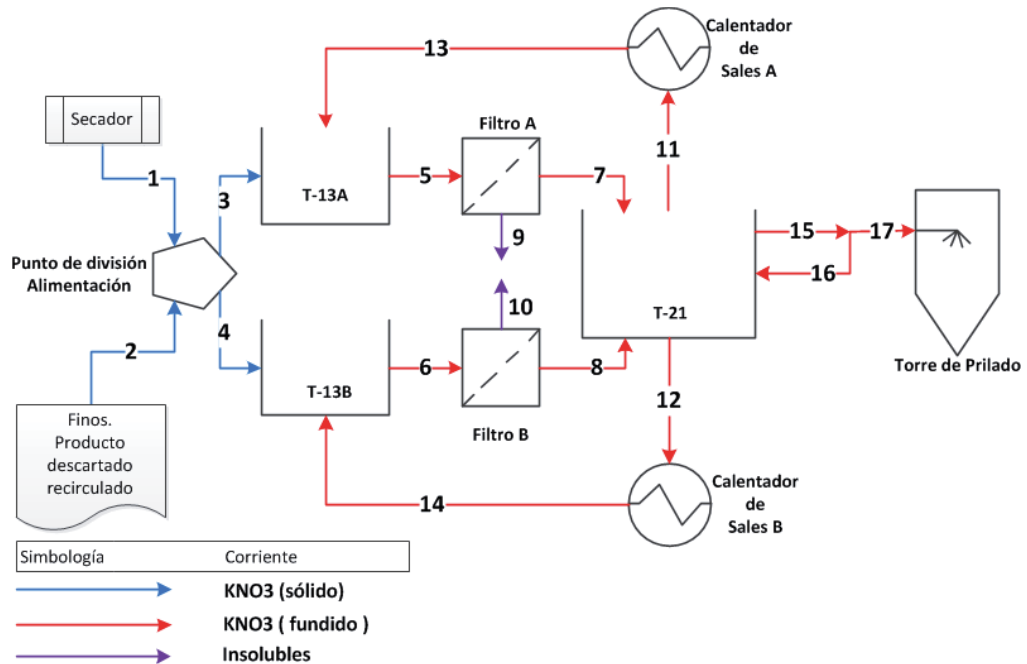 Calentador
de
Sales A
13
Secador
Filtro A
11
1
3
T-13A
5
7
15
17
9
Punto de división
Alimentación
16
10
T-21
4
2
Torre de Prilado
6
8
T-13B
12
Finos.
Producto
descartado
recirculado
Filtro B
Calentador
de
Sales B
14
Simbología Corriente
KNO3 (sólido)
KNO3 ( fundido )
Insolubles